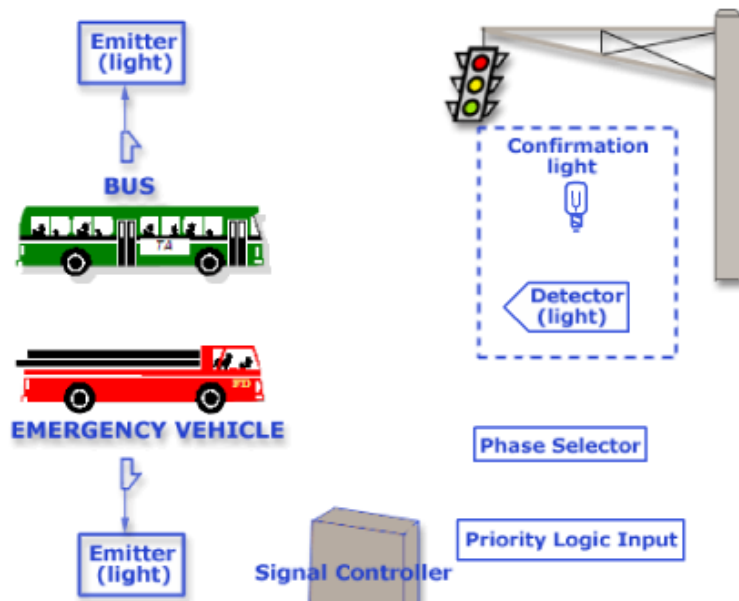 Emitter
(light)
BUS
TA
Confirmation
light
Detector
(light)
FD
EMERGENCY VEHICLE
Phase Selector
Emitter
(light)
Signal Controller
Priority Logic Input